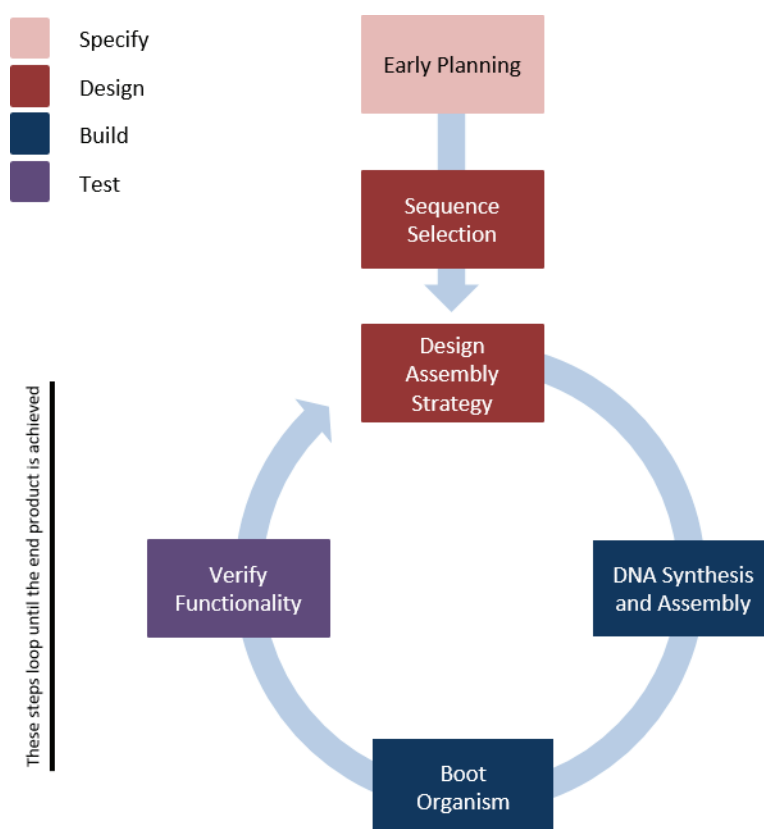 Specify
Design
Build
Test
Early Planning
Sequence
Selection
Design
Assembly
Strategy
DNA Synthesis
and Assembly
Boot
Organism
Verify
Functionality
These steps loop until the end product is achieved